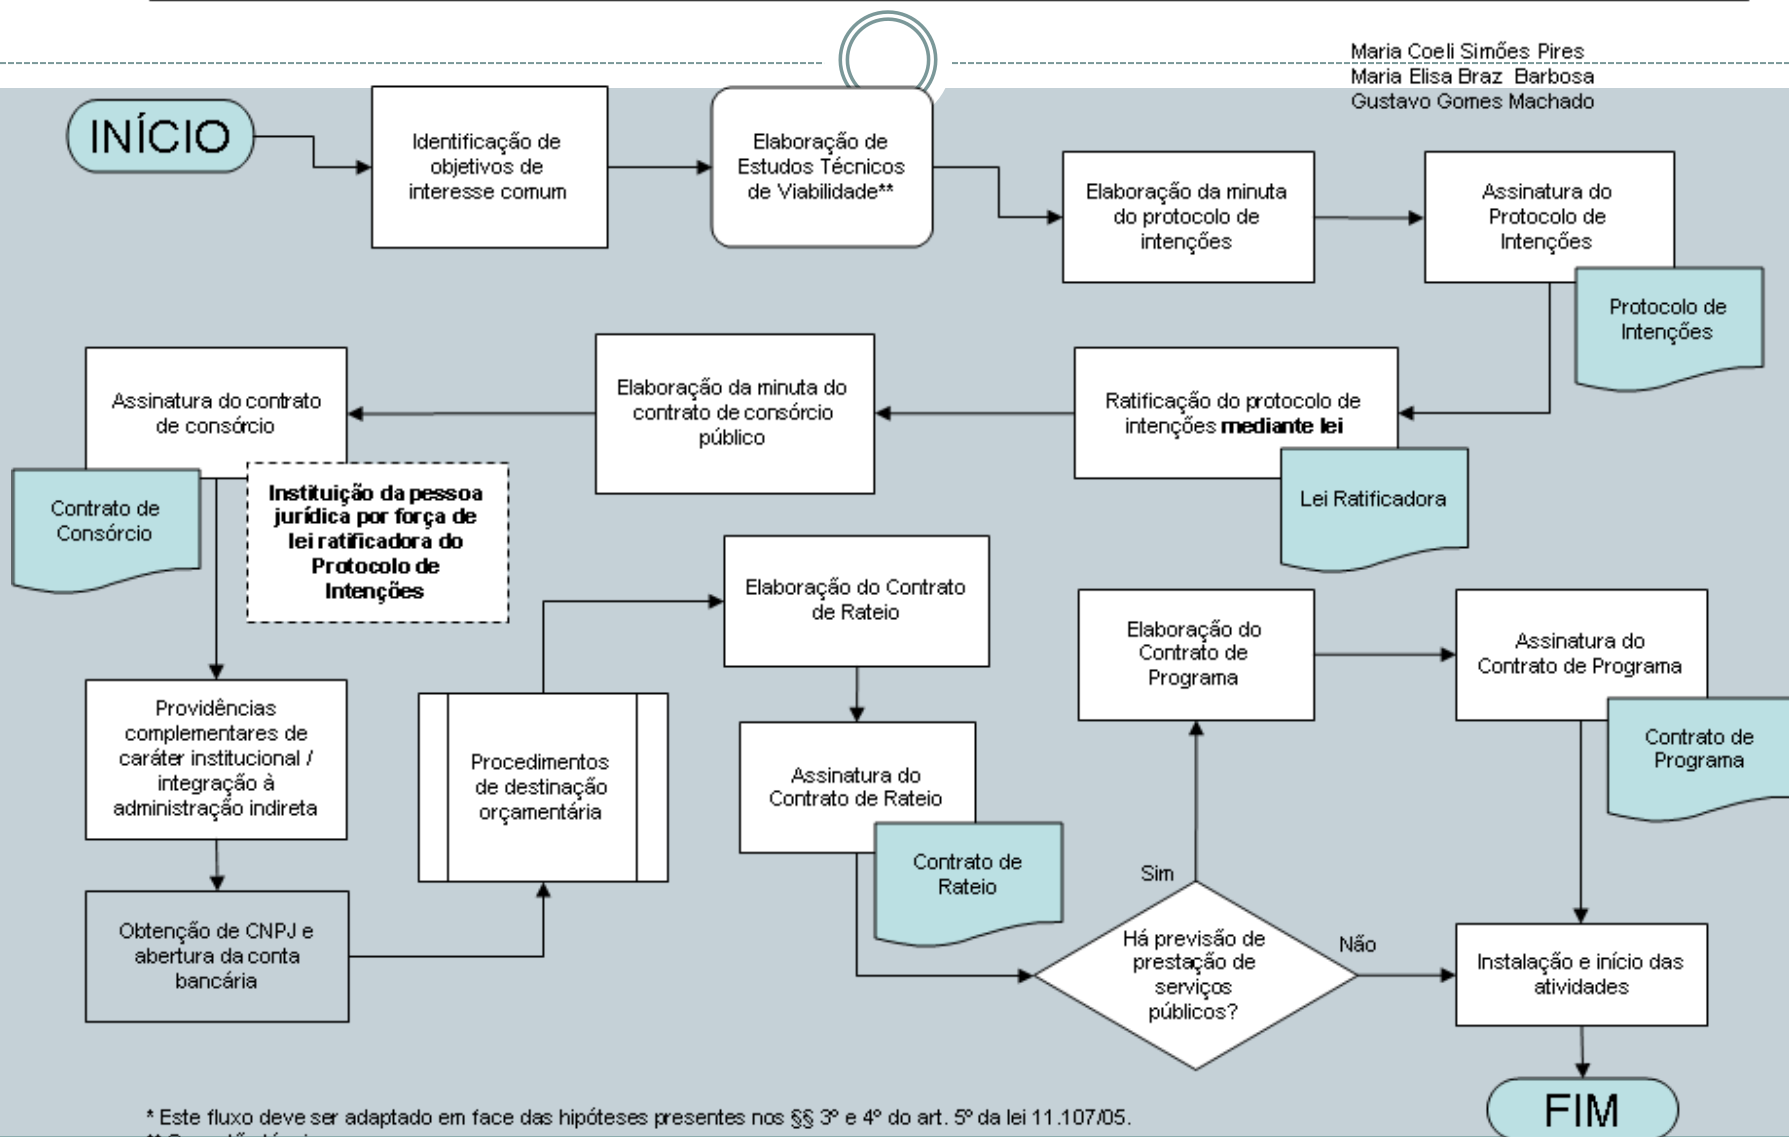 Maria Coeli Simões Pires
Maria Elisa Braz Barbosa
Gustavo Gomes Machado
INÍCIO
Identificação de
objetivos de
interesse comum
Elaboração de
Estudos Técnicos
de Viabilidade**
Elaboração da minuta
do protocolo de
intenções
Assinatura do
Protocolo de
Intenções
Protocolo de
Intenções
Ratificação do protocolo de
intenções mediante lei
Lei Ratificadora
Elaboração da minuta do
contrato de consórcio
público
Assinatura do contrato
de consórcio
Contrato de
Consórcio
Instituição da pessoa
jurídica por força de
lei ratificadora do
Protocolo de
Intenções
Providências
complementares de
caráter institucional /
integração à
administração indireta
Obtenção de CNPJ e
abertura da conta
bancária
Procedimentos
de destinação
orçamentária
Elaboração do Contrato
de Rateio
Assinatura do
Contrato de Rateio
Contrato de
Rateio
Há previsão de
prestação de
serviços
públicos?
Sim
Não
Elaboração do
Contrato de
Programa
Assinatura do
Contrato de Programa
Contrato de
Programa
Instalação e início das
atividades
FIM
* Este fluxo deve ser adaptado em face das hipóteses presentes nos §§ 3º e 4º do art. 5º da lei 11.107/05.